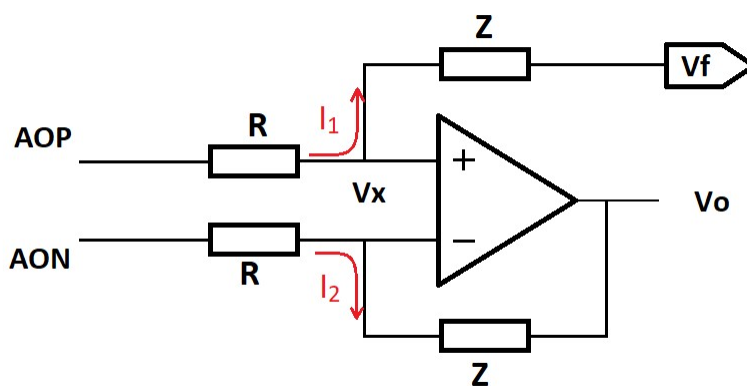 Z
Vf
R
I₁
AOP
+
Vx
Vo
AON
−
R
I₂
Z